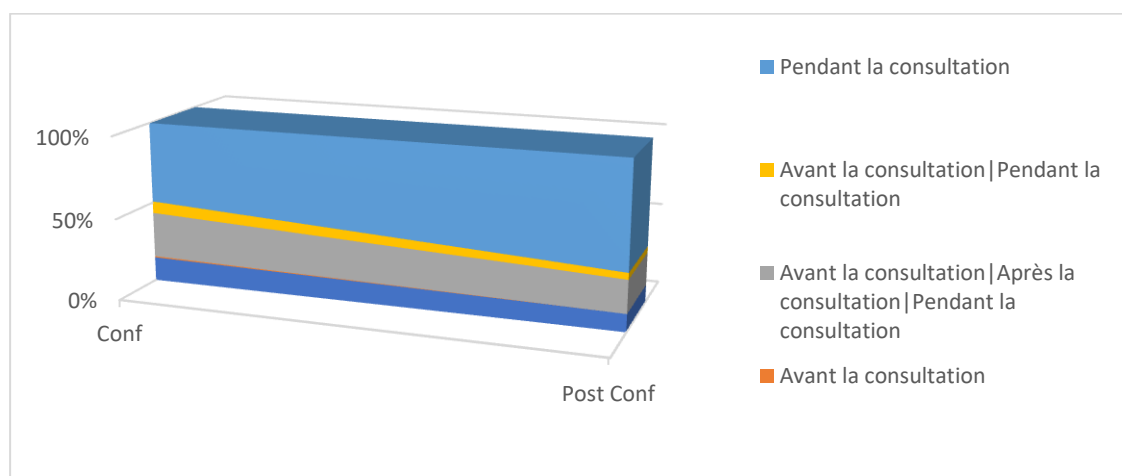 100%
50%
0%
Conf
Post Conf
Pendant la consultation
Avant la consultation|Pendant la
consultation
Avant la consultation|Après la
consultation|Pendant la
consultation
Avant la consultation